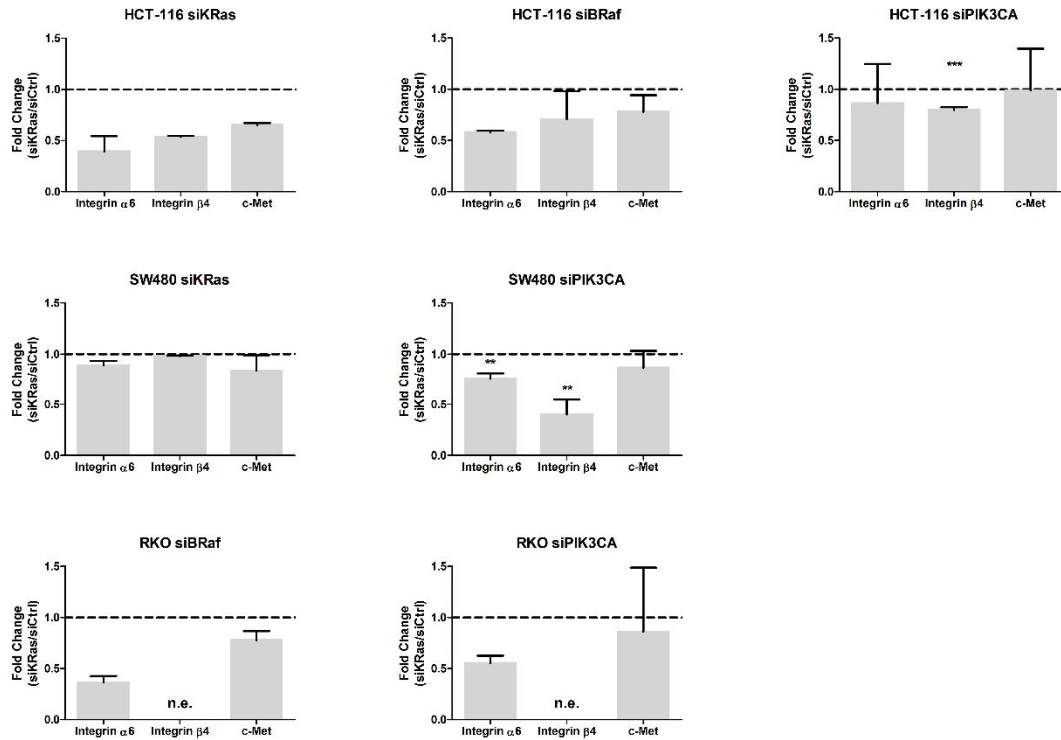 HCT-116 siKRas
Fold Change
(siKRas/siCtrl)
1.5
1.0
0.5
0.0
Integrin α6 Integrin β4 c-Met
HCT-116 siBRaf
Fold Change
(siKRas/siCtrl)
1.5
1.0
0.5
0.0
Integrin α6 Integrin β4 c-Met
HCT-116 siPIK3CA
Fold Change
(siKRas/siCtrl)
1.5
1.0
0.5
0.0
***
Integrin α6 Integrin β4 c-Met
SW480 siKRas
Fold Change
(siKRas/siCtrl)
1.5
1.0
0.5
0.0
Integrin α6 Integrin β4 c-Met
SW480 siPIK3CA
Fold Change
(siKRas/siCtrl)
1.5
1.0
0.5
0.0
**
**
Integrin α6 Integrin β4 c-Met
RKO siBRaf
Fold Change
(siKRas/siCtrl)
1.5
1.0
0.5
0.0
n.e.
Integrin α6 Integrin β4 c-Met
RKO siPIK3CA
Fold Change
(siKRas/siCtrl)
1.5
1.0
0.5
0.0
n.e.
Integrin α6 Integrin β4 c-Met